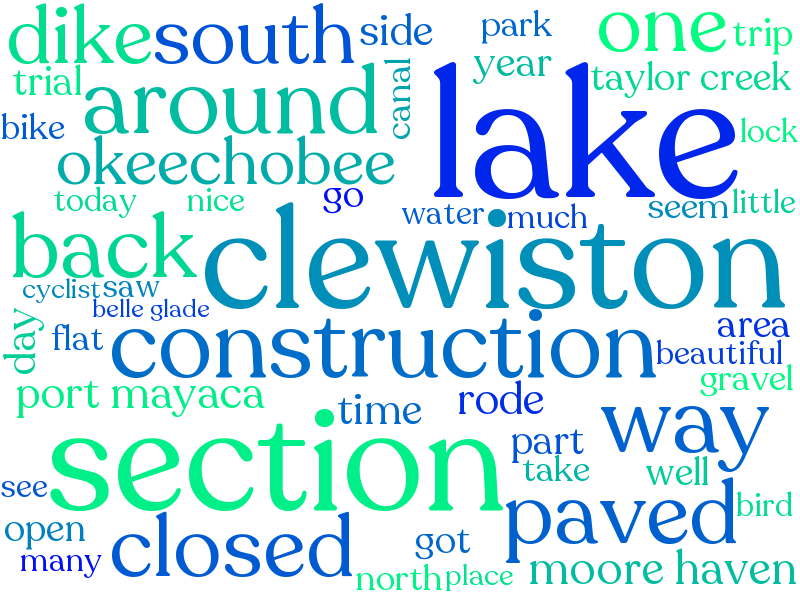 dike south side park one trip
trial around canal year taylor creek
bike okeechobee lake lock
today nice go water much seem little
back clewiston
cyclist saw
belle glade
day flat construction area
beautiful
port mayaca time rode gravel
section part way
see take well
open closed got paved bird
many north place moore haven